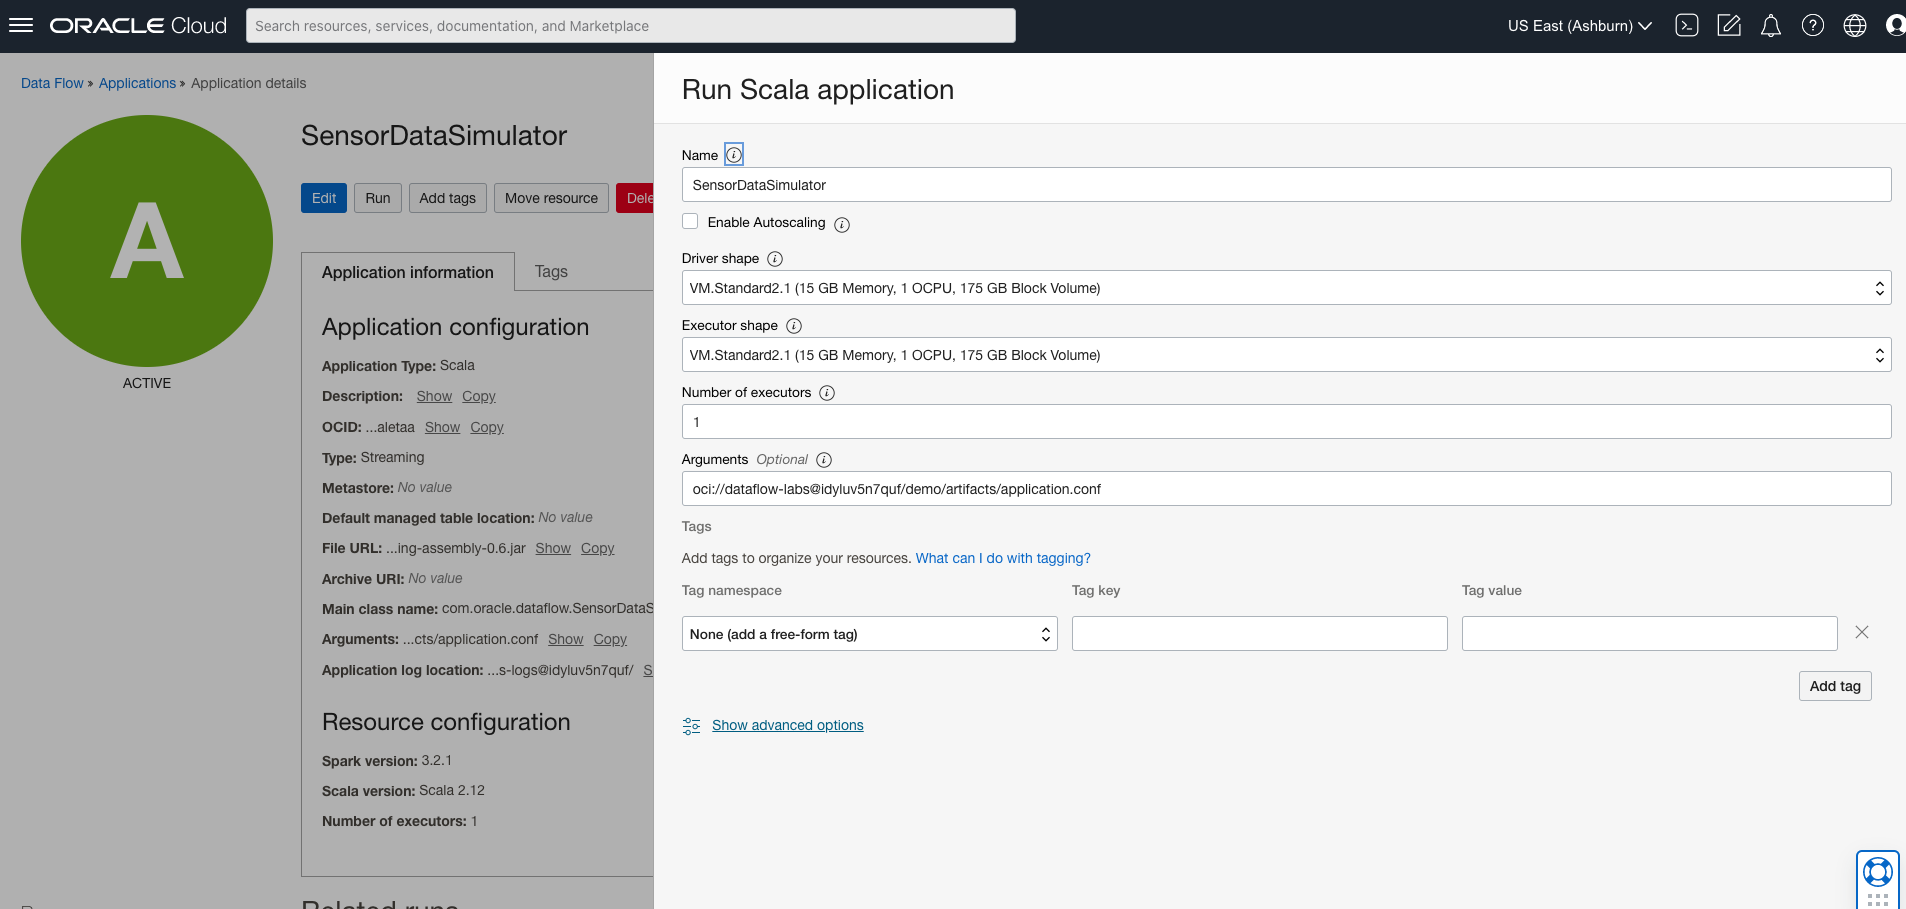 ORACLE Cloud
Search resources, services, documentation, and Marketplace
US East (Ashburn)
Data Flow » Applications » Application details
A
ACTIVE
SensorDataSimulator
Edit Run Add tags Move resource Dele
Application information Tags
Application configuration
Application Type: Scala
Description: Show Copy
OCID: ...aletaa Show Copy
Type: Streaming
Metastore: No value
Default managed table location: No value
File URL: ...ing-assembly-0.6.jar Show Copy
Archive URI: No value
Main class name: com.oracle.dataflow.SensorDataS
Arguments: ...cts/application.conf Show Copy
Application log location: ...s-logs@idyluv5n7quf/ S
Resource configuration
Spark version: 3.2.1
Scala version: Scala 2.12
Number of executors: 1
Related runs
Run Scala application
Name
SensorDataSimulator
Enable Autoscaling
Driver shape
VM.Standard2.1 (15 GB Memory, 1 OCPU, 175 GB Block Volume)
Executor shape
VM.Standard2.1 (15 GB Memory, 1 OCPU, 175 GB Block Volume)
Number of executors
1
Arguments Optional
oci://dataflow-labs@idyluv5n7quf/demo/artifacts/application.conf
Tags
Add tags to organize your resources. What can I do with tagging?
Tag namespace Tag key Tag value
None (add a free-form tag)
Add tag
Show advanced options